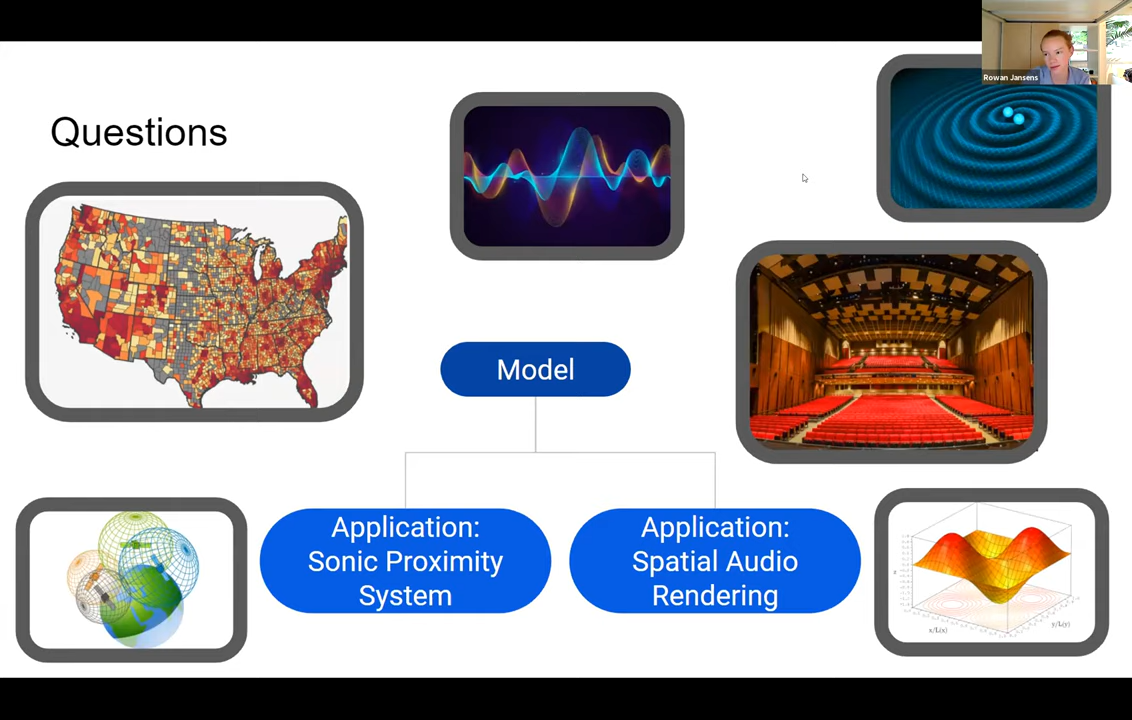 Rowan Jansens
Questions
Model
Application:
Sonic Proximity
System
Application:
Spatial Audio
Rendering
x/L(x)
y/L(y)